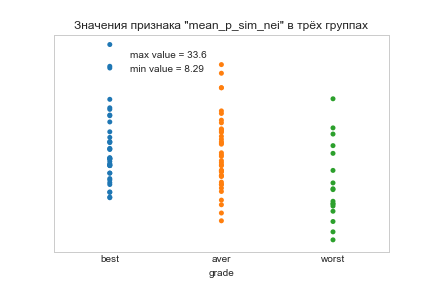 Значения признака "mean_p_sim_nei" в трёх группах
max value = 33.6
min value = 8.29
best aver worst
grade